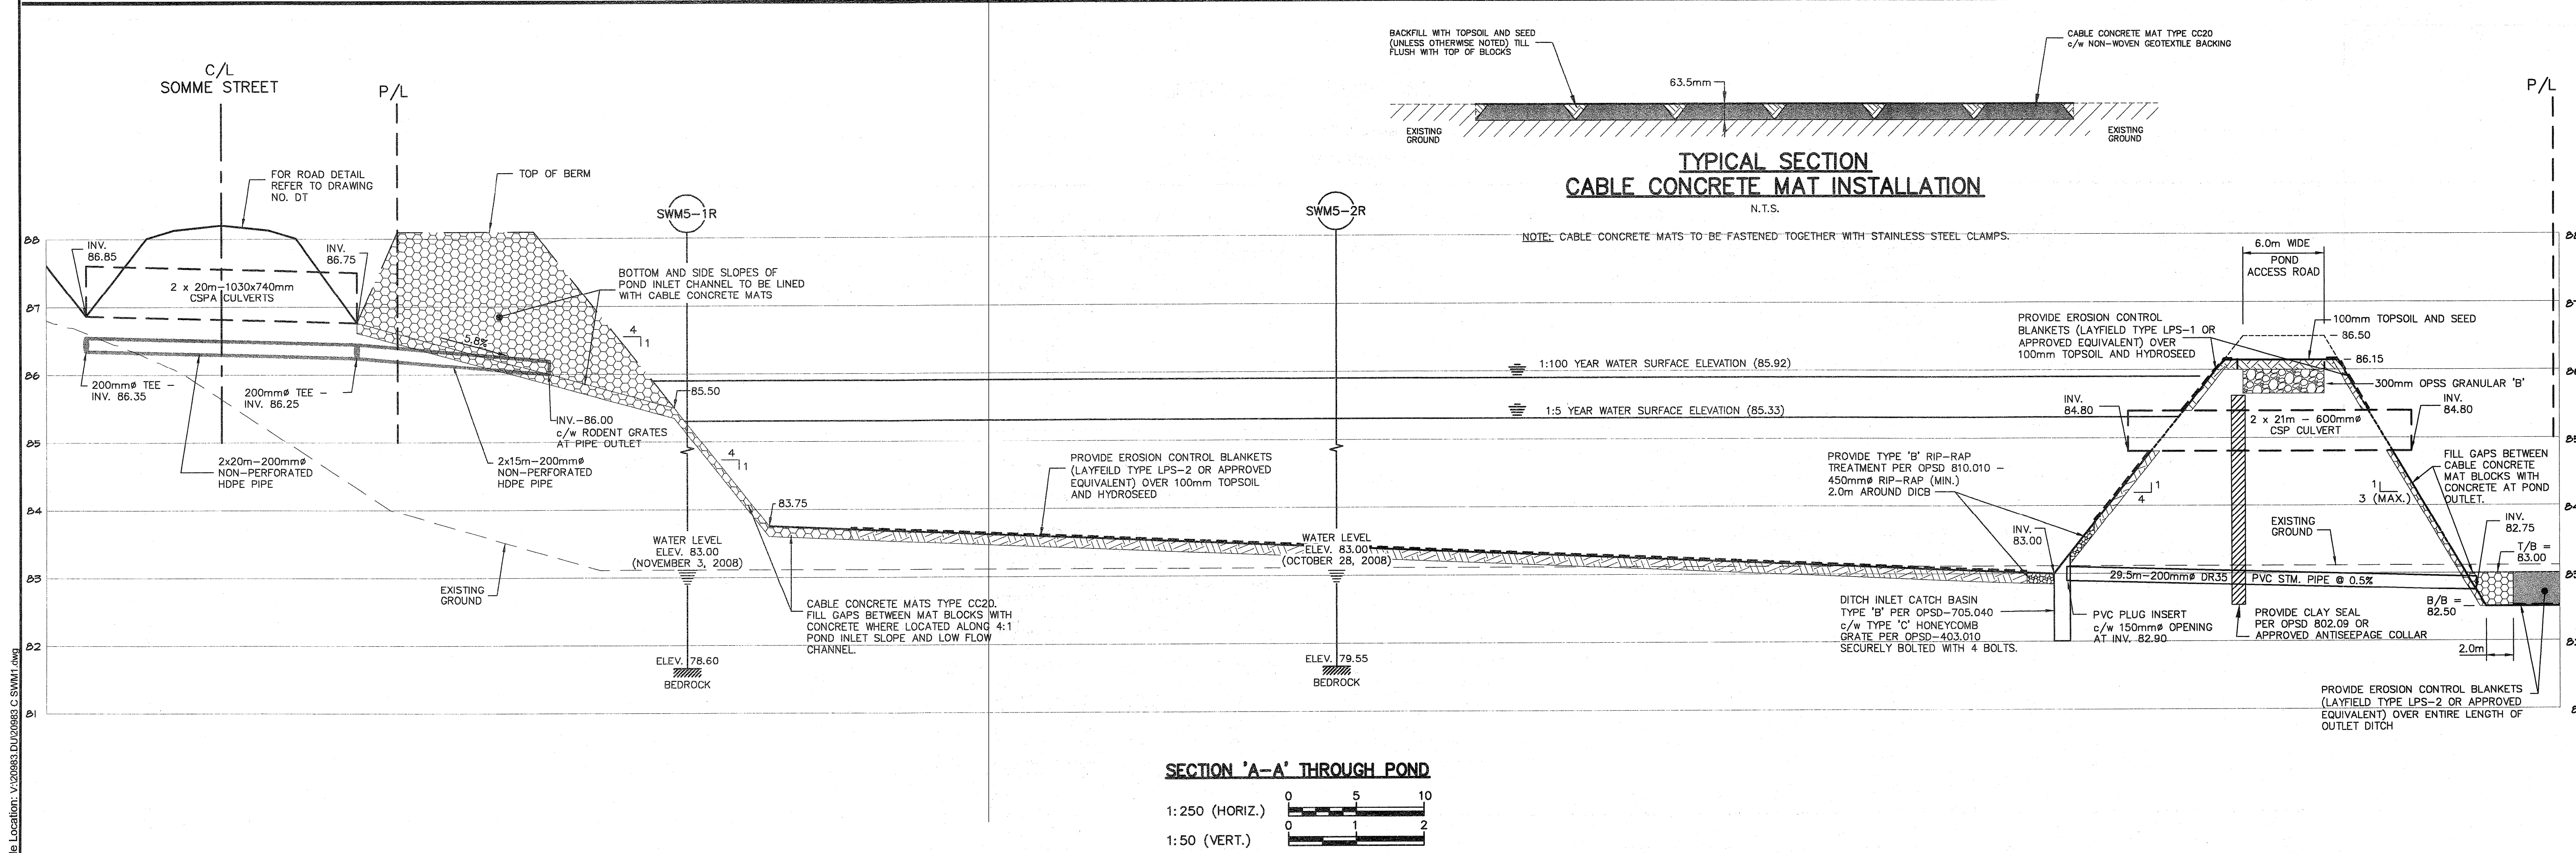 BACKFILL WITH TOPSOIL AND SEED
(UNLESS OTHERWISE NOTED) TILL
FLUSH WITH TOP OF BLOCKS
CABLE CONCRETE MAT TYPE CC20
c/w NON-WOVEN GEOTEXTILE BACKING
63.5mm
EXISTING
GROUND
EXISTING
GROUND
TYPICAL SECTION
CABLE CONCRETE MAT INSTALLATION
N.T.S.
NOTE: CABLE CONCRETE MATS TO BE FASTENED TOGETHER WITH STAINLESS STEEL CLAMPS.
C/L
SOMME STREET
P/L
P/L
FOR ROAD DETAIL
REFER TO DRAWING
NO. DT
TOP OF BERM
SWM5-1R
SWM5-2R
88
87
86
85
84
83
82
81
INV.
86.85
INV.
86.75
2 x 20m-1030x740mm
CSPA CULVERTS
BOTTOM AND SIDE SLOPES OF
POND INLET CHANNEL TO BE LINED
WITH CABLE CONCRETE MATS
4
1
5.8%
200mmø TEE -
INV. 86.35
200mmø TEE -
INV. 86.25
INV.-86.00
c/w RODENT GRATES
AT PIPE OUTLET
85.50
2x20m-200mmø
NON-PERFORATED
HDPE PIPE
2x15m-200mmø
NON-PERFORATED
HDPE PIPE
4
1
83.75
EXISTING
GROUND
WATER LEVEL
ELEV. 83.00
(NOVEMBER 3, 2008)
ELEV. 78.60
BEDROCK
CABLE CONCRETE MATS TYPE CC20.
FILL GAPS BETWEEN MAT BLOCKS WITH
CONCRETE WHERE LOCATED ALONG 4:1
POND INLET SLOPE AND LOW FLOW
CHANNEL.
PROVIDE EROSION CONTROL BLANKETS
(LAYFEILD TYPE LPS-2 OR APPROVED
EQUIVALENT) OVER 100mm TOPSOIL
AND HYDROSEED
WATER LEVEL
ELEV. 83.00
(OCTOBER 28, 2008)
ELEV. 79.55
BEDROCK
1:100 YEAR WATER SURFACE ELEVATION (85.92)
1:5 YEAR WATER SURFACE ELEVATION (85.33)
6.0m WIDE
POND
ACCESS ROAD
PROVIDE EROSION CONTROL
BLANKETS (LAYFIELD TYPE LPS-1 OR
APPROVED EQUIVALENT) OVER
100mm TOPSOIL AND HYDROSEED
100mm TOPSOIL AND SEED
86.50
86.15
300mm OPSS GRANULAR 'B'
INV.
84.80
INV.
84.80
2 x 21m - 600mmø
CSP CULVERT
PROVIDE TYPE 'B' RIP-RAP
TREATMENT PER OPSD 810.010 -
450mmø RIP-RAP (MIN.)
2.0m AROUND DICB
1
4
1
3 (MAX.)
FILL GAPS BETWEEN
CABLE CONCRETE
MAT BLOCKS WITH
CONCRETE AT POND
OUTLET.
INV.
83.00
EXISTING
GROUND
INV.
82.75
T/B =
83.00
29.5m-200mmø DR35
PVC STM. PIPE @ 0.5%
B/B =
82.50
DITCH INLET CATCH BASIN
TYPE 'B' PER OPSD-705.040
c/w TYPE 'C' HONEYCOMB
GRATE PER OPSD-403.010
SECURELY BOLTED WITH 4 BOLTS.
PVC PLUG INSERT
c/w 150mmø OPENING
AT INV. 82.90
PROVIDE CLAY SEAL
PER OPSD 802.09 OR
APPROVED ANTISEEPAGE COLLAR
2.0m
PROVIDE EROSION CONTROL BLANKETS
(LAYFIELD TYPE LPS-2 OR APPROVED
EQUIVALENT) OVER ENTIRE LENGTH OF
OUTLET DITCH
SECTION 'A-A' THROUGH POND
1:250 (HORIZ.)
0 5 10
1:50 (VERT.)
0 1 2
le Location: V:\20983.DU\20983 C SWM1.dwg